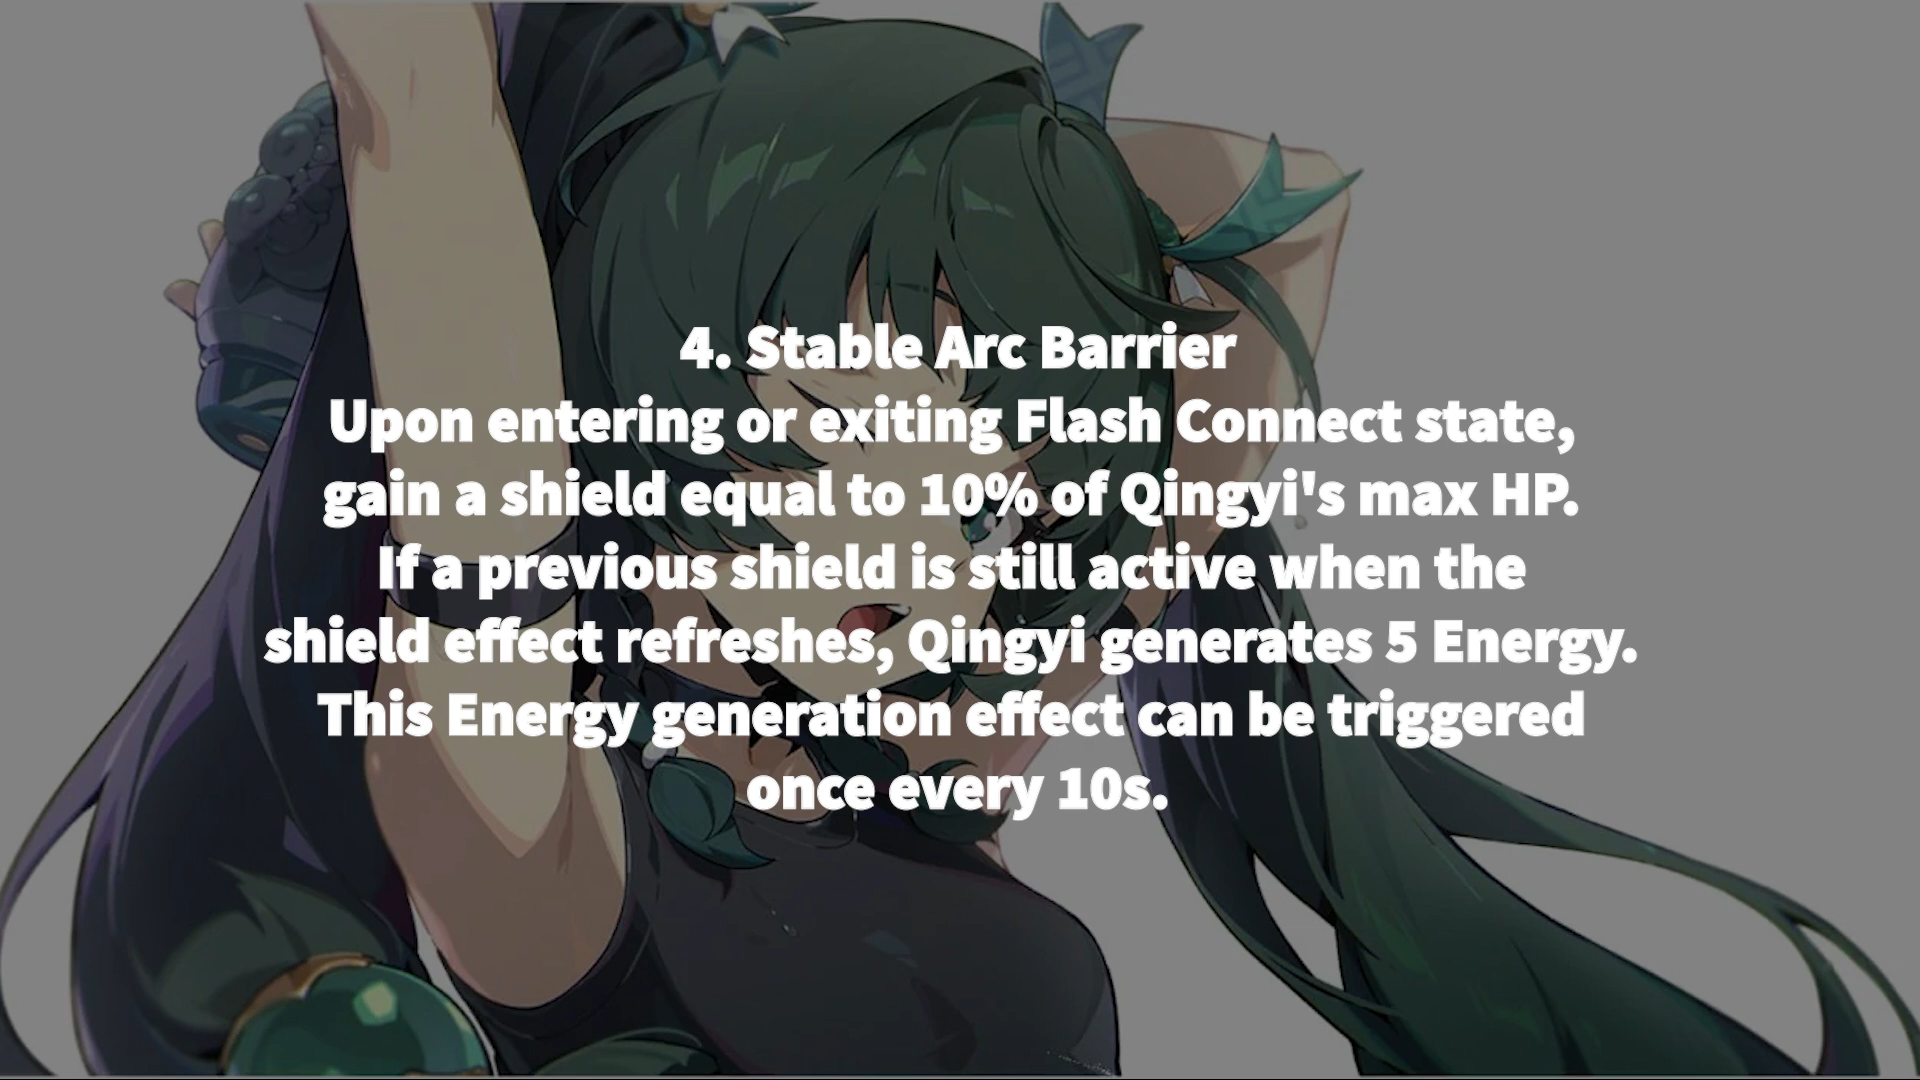 4. Stable Arc Barrier
Upon entering or exiting Flash Connect state,
gain a shield equal to 10% of Qingyi's max HP.
If a previous shield is still active when the
shield effect refreshes, Qingyi generates 5 Energy.
This Energy generation effect can be triggered
once every 10s.